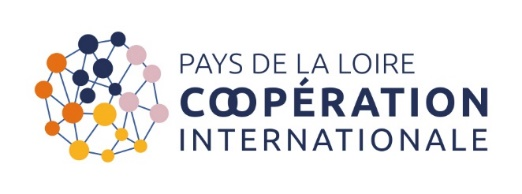 PAYS DE LA LOIRE
COOPÉRATION
INTERNATIONALE